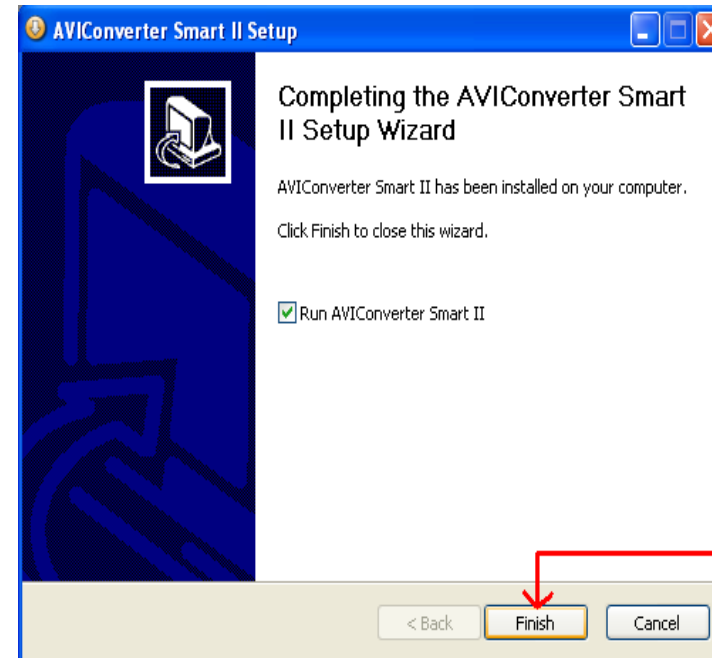 AVIConverter Smart II Setup
Completing the AVIConverter Smart
II Setup Wizard
AVIConverter Smart II has been installed on your computer.
Click Finish to close this wizard.
Run AVIConverter Smart II
< Back Finish Cancel